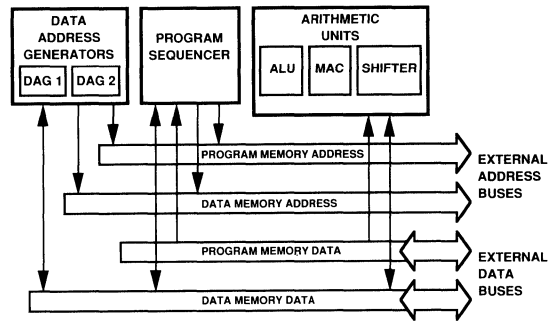 DATA
ADDRESS
GENERATORS
DAG 1
DAG 2
PROGRAM
SEQUENCER
ARITHMETIC
UNITS
ALU
MAC
SHIFTER
PROGRAM MEMORY ADDRESS
DATA MEMORY ADDRESS
EXTERNAL
ADDRESS
BUSES
PROGRAM MEMORY DATA
DATA MEMORY DATA
EXTERNAL
DATA
BUSES